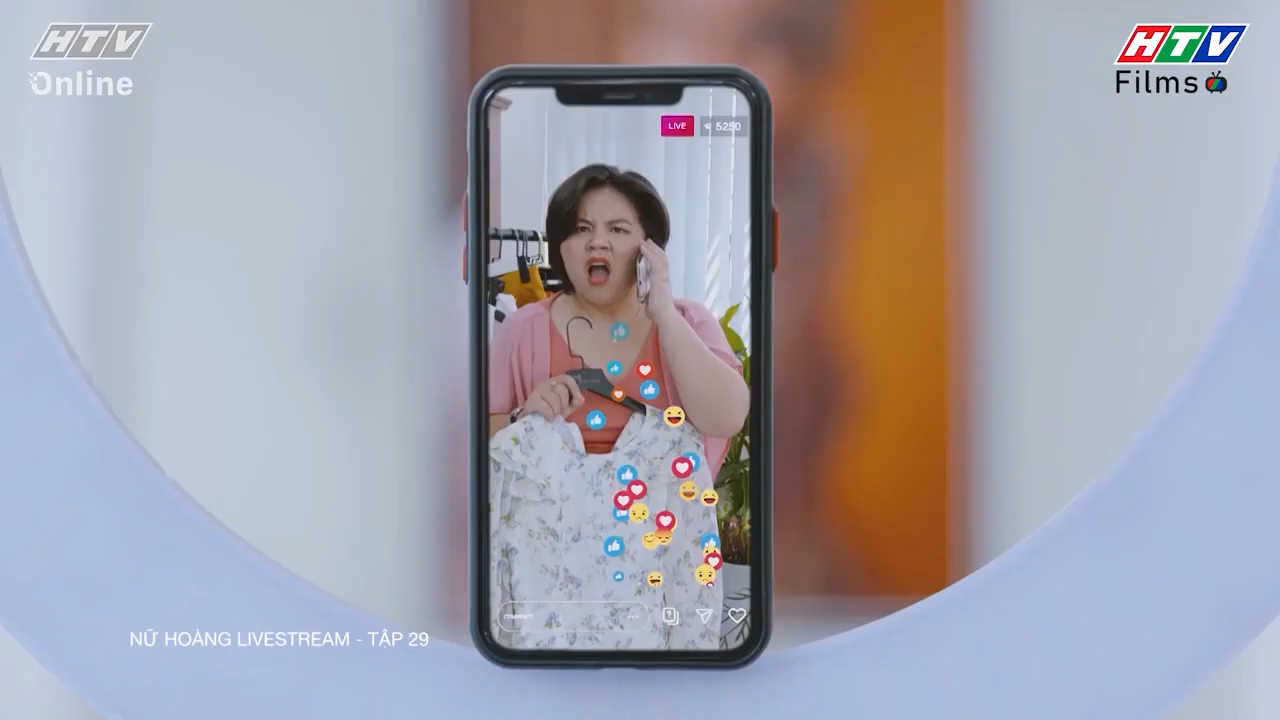 HTV
Online
HTV
Films
LIVE
5250
NỮ HOÀNG LIVESTREAM - TẬP 29